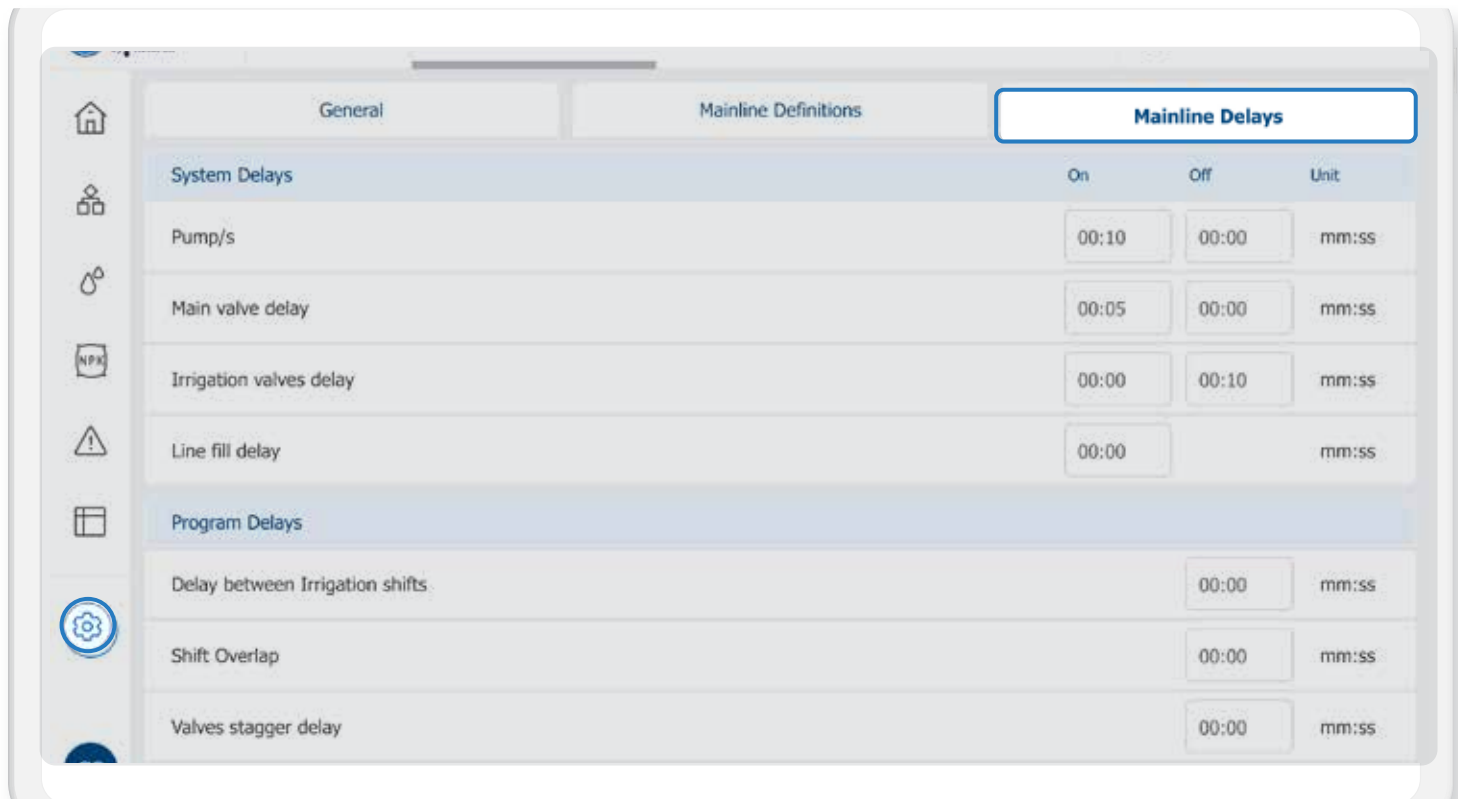 General Mainline Definitions Mainline Delays
System Delays On Off Unit
Pump/s 00:10 00:00 mm:ss
Main valve delay 00:05 00:00 mm:ss
Irrigation valves delay 00:00 00:10 mm:ss
NPK
Line fill delay 00:00 mm:ss
Program Delays
Delay between Irrigation shifts 00:00 mm:ss
Shift Overlap 00:00 mm:ss
Valves stagger delay 00:00 mm:ss